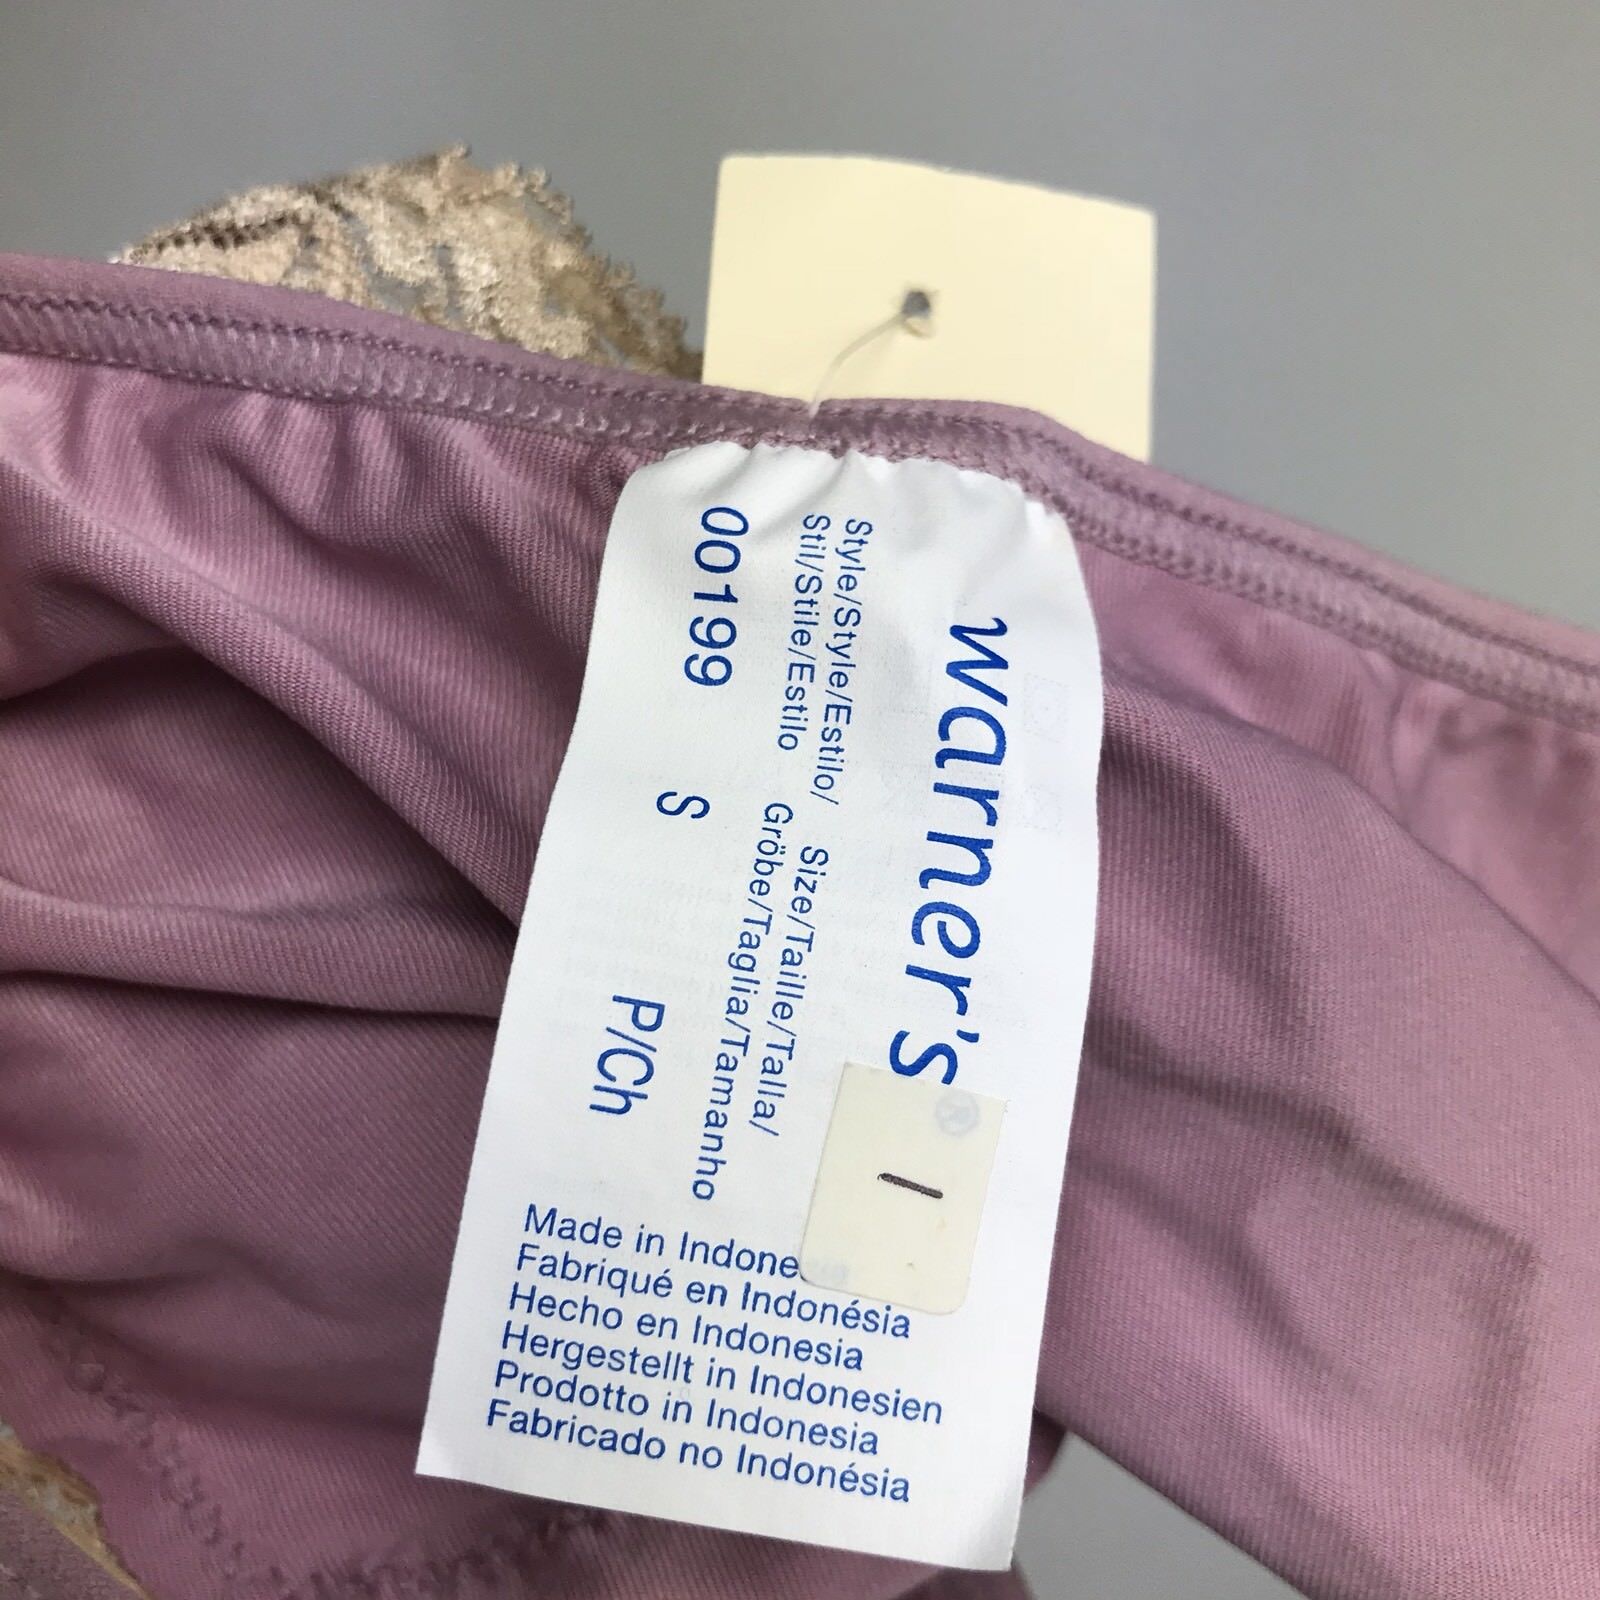 warner's®
Style/Style/Estilo/
Stil/Stile/Estilo
00199
Size/Taille/Talla/
Gröbe/Taglia/Tamanho
S
P/Ch
Made in Indone
Fabriqué en Indonésia
Hecho en Indonesia
Hergestellt in Indonesien
Prodotto in Indonesia
Fabricado no Indonésia